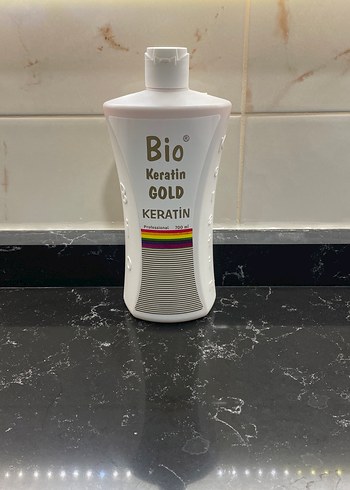 Bio®
Keratin
GOLD
KERATİN
Professional 700 ml